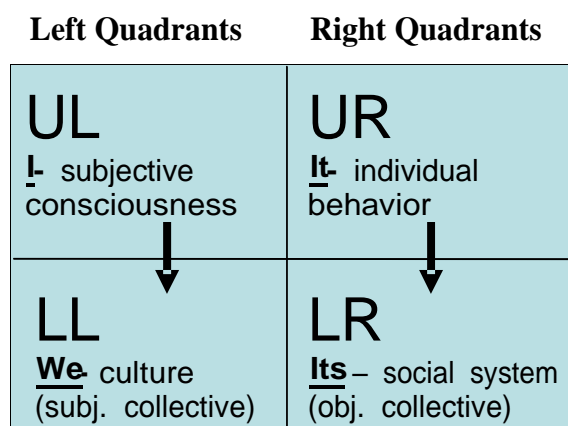 Left Quadrants Right Quadrants
UL
I- subjective
consciousness
UR
It- individual
behavior
LL
We- culture
(subj. collective)
LR
Its – social system
(obj. collective)